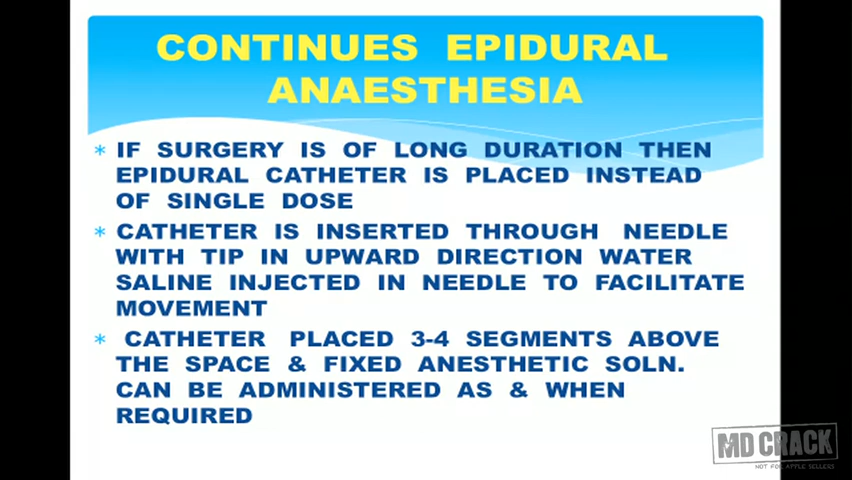 CONTINUES EPIDURAL
ANAESTHESIA
* IF SURGERY IS OF LONG DURATION THEN
EPIDURAL CATHETER IS PLACED INSTEAD
OF SINGLE DOSE
* CATHETER IS INSERTED THROUGH NEEDLE
WITH TIP IN UPWARD DIRECTION WATER
SALINE INJECTED IN NEEDLE TO FACILITATE
MOVEMENT
* CATHETER PLACED 3-4 SEGMENTS ABOVE
THE SPACE & FIXED ANESTHETIC SOLN.
CAN BE ADMINISTERED AS & WHEN
REQUIRED
MD CRACK
NOT FOR APPLE SELLERS